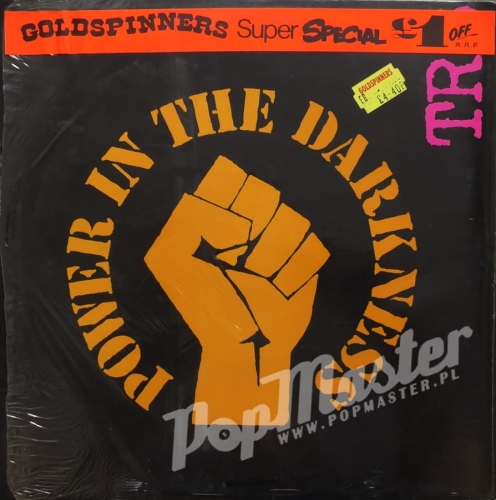 GOLDSPINNERS Super SPECIAL £1 OFF
R.R.P.
GOLDSPINNERS
£4.40
TR
POWER IN THE DARKNESS
PopMaster
WWW.POPMASTER.PL